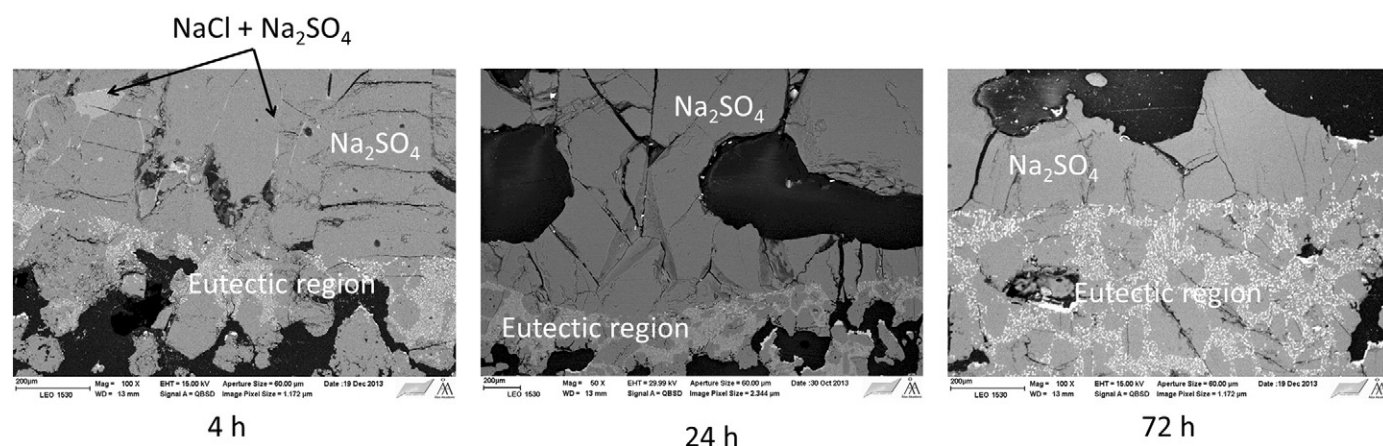 NaCl + Na₂SO₄
Na₂SO₄
Eutectic region
200µm
Mag = 100 X
EHT = 15.00 kV
Aperture Size = 60.00 µm
Date :19 Dec 2013
LEO 1530
WD = 13 mm
Signal A = QBSD
Image Pixel Size = 1.172 µm
4 h
Na₂SO₄
Eutectic region
200µm
Mag = 50 X
EHT = 29.99 kV
Aperture Size = 60.00 µm
Date :30 Oct 2013
LEO 1530
WD = 13 mm
Signal A = QBSD
Image Pixel Size = 2.344 µm
24 h
Na₂SO₄
Eutectic region
200µm
Mag = 100 X
EHT = 15.00 kV
Aperture Size = 60.00 µm
Date :19 Dec 2013
LEO 1530
WD = 13 mm
Signal A = QBSD
Image Pixel Size = 1.172 µm
72 h